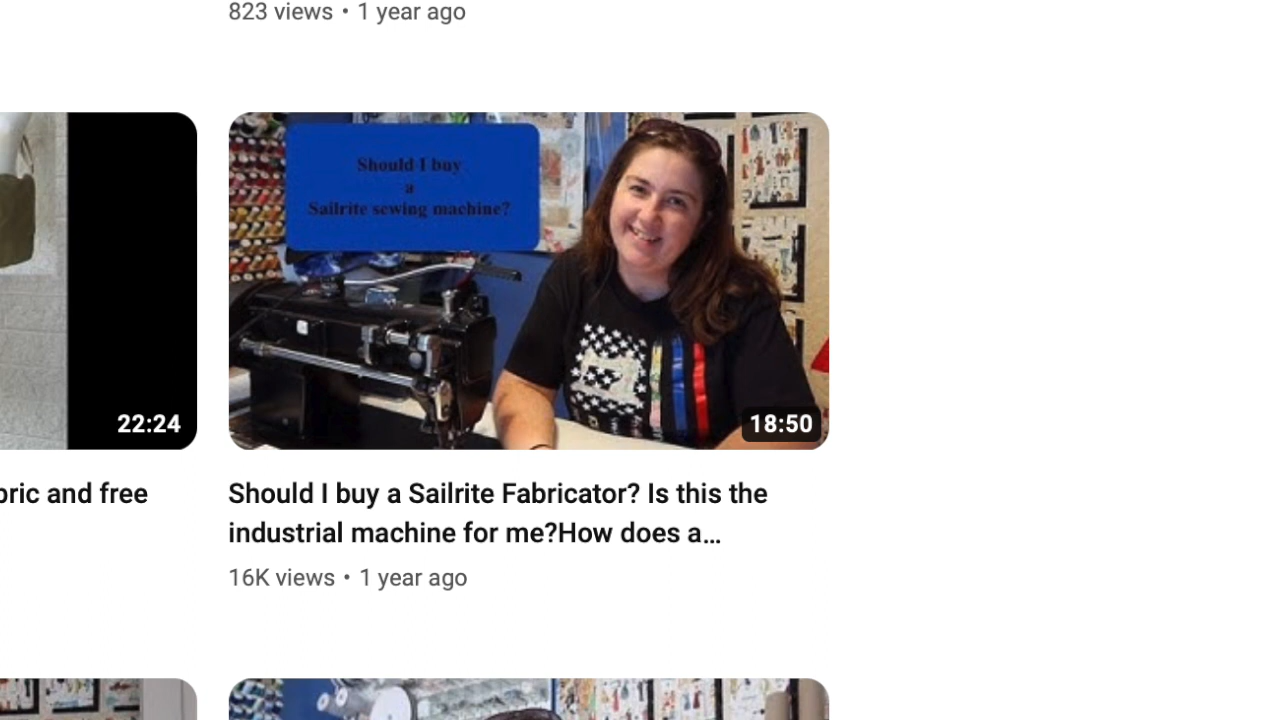 823 views • 1 year ago
Should I buy
a
Sailrite sewing machine?
22:24
18:50
bric and free
Should I buy a Sailrite Fabricator? Is this the
industrial machine for me?How does a...
16K views • 1 year ago